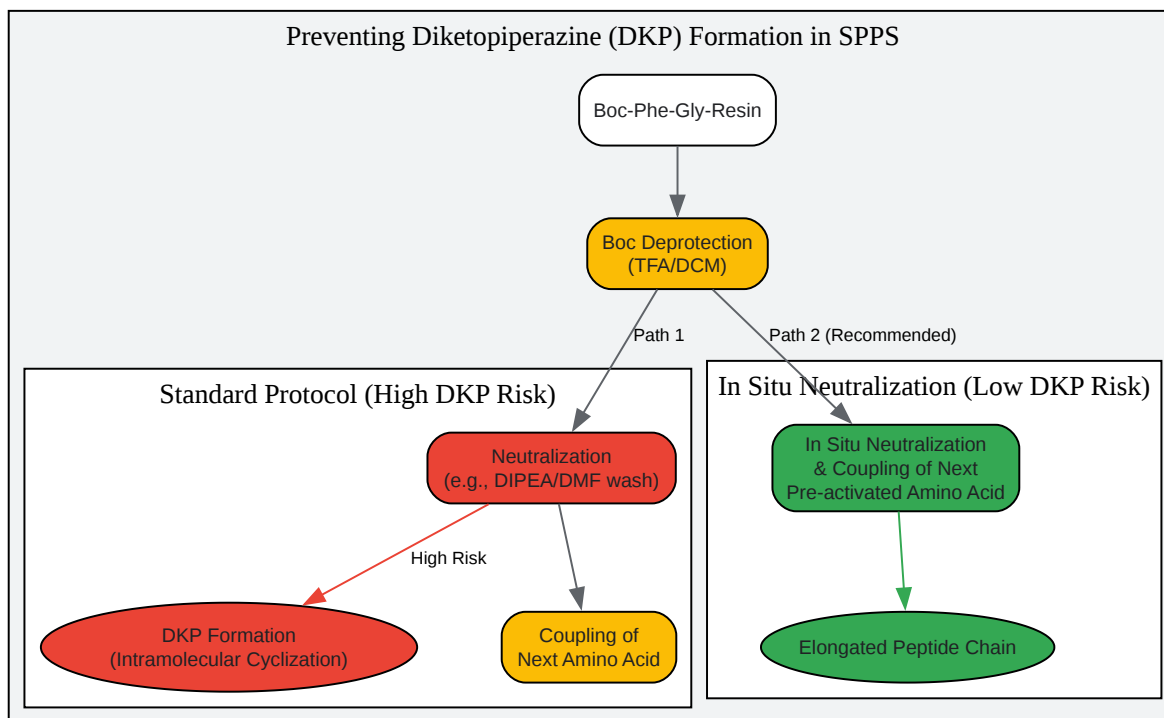 Preventing Diketopiperazine (DKP) Formation in SPPS
Boc-Phe-Gly-Resin
Boc Deprotection
(TFA/DCM)
Path 1
Path 2 (Recommended)
Standard Protocol (High DKP Risk)
Neutralization
(e.g., DIPEA/DMF wash)
High Risk
DKP Formation
(Intramolecular Cyclization)
Coupling of
Next Amino Acid
In Situ Neutralization (Low DKP Risk)
In Situ Neutralization
& Coupling of Next
Pre-activated Amino Acid
Elongated Peptide Chain